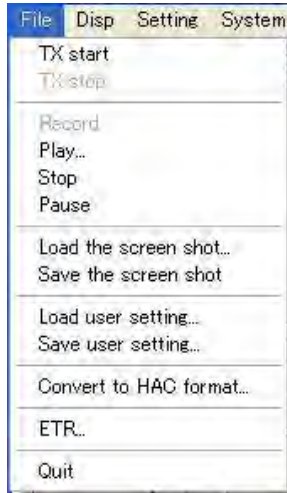 File Disp Setting System
TX start
TX stop
Record
Play...
Stop
Pause
Load the screen shot...
Save the screen shot
Load user setting...
Save user setting...
Convert to HAC format...
ETR...
Quit